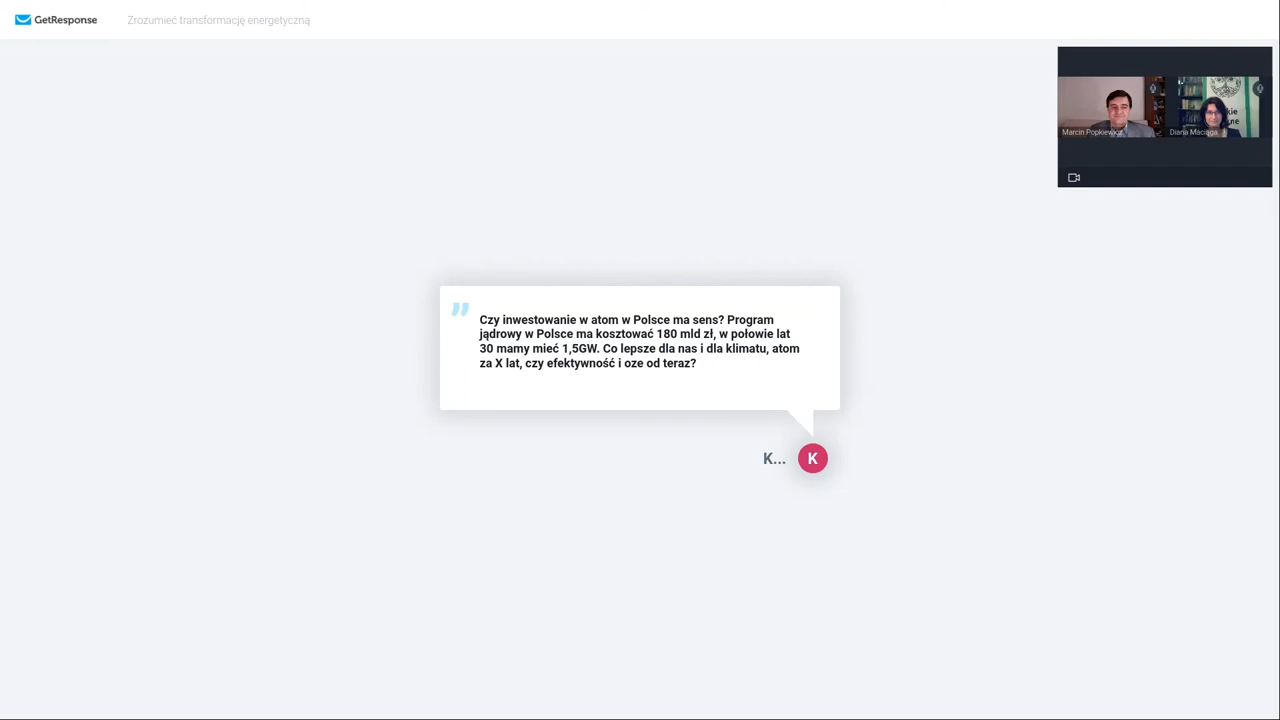 GetResponse
Zrozumieć transformację energetyczną
Marcin Popkiewicz
Diana Maciąga
Czy inwestowanie w atom w Polsce ma sens? Program
jądrowy w Polsce ma kosztować 180 mld zł, w połowie lat
30 mamy mieć 1,5GW. Co lepsze dla nas i dla klimatu, atom
za X lat, czy efektywność i oze od teraz?
K...
K